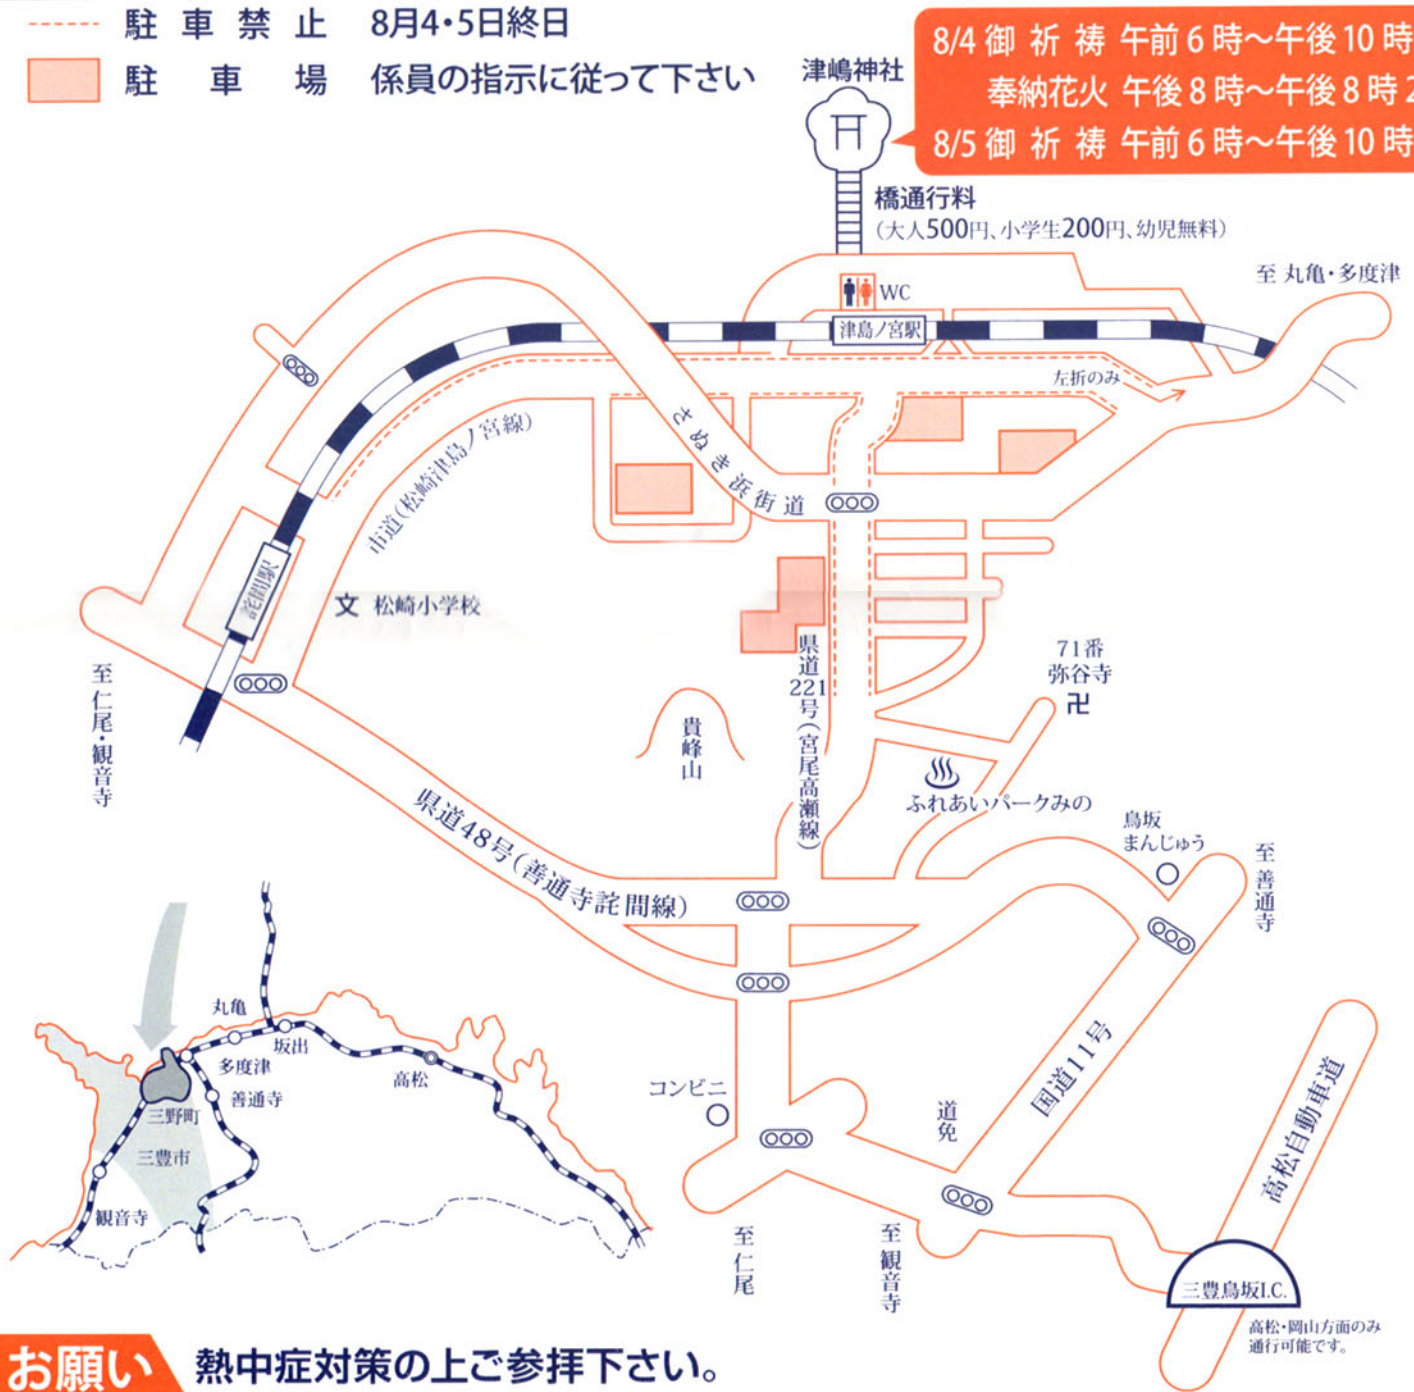 駐車禁止 8月4・5日終日
駐車場 係員の指示に従って下さい
津嶋神社
8/4 御祈祷 午前6時〜午後10時
奉納花火 午後8時〜午後8時2
8/5 御祈祷 午前6時〜午後10時
橋通行料
(大人500円、小学生200円、幼児無料)
至 丸亀・多度津
WC
津島ノ宮駅
左折のみ
さぬき浜街道
市道(松崎津島ノ宮線)
詫間駅
文 松崎小学校
至 仁尾・観音寺
県道221号(宮尾高瀬線)
71番
弥谷寺
卍
貴峰山
ふれあいパークみの
県道48号(善通寺詫間線)
鳥坂
まんじゅう
至 善通寺
丸亀
坂出
多度津
高松
善通寺
三野町
三豊市
観音寺
コンビニ
道免
国道11号
高松自動車道
至 仁尾
至 観音寺
三豊鳥坂I.C.
高松・岡山方面のみ
通行可能です。
お願い 熱中症対策の上ご参拝下さい。